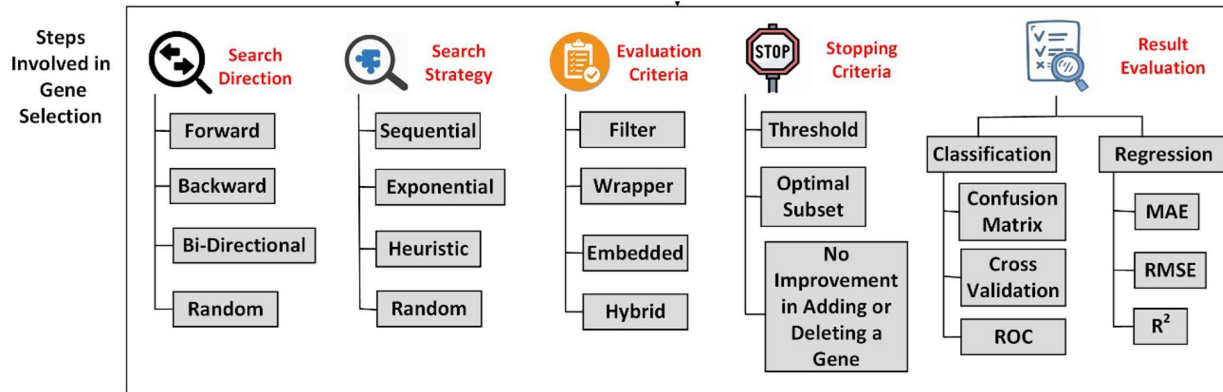 Steps
Involved in
Gene
Selection
Search
Direction
Forward
Backward
Bi-Directional
Random
Search
Strategy
Sequential
Exponential
Heuristic
Random
Evaluation
Criteria
Filter
Wrapper
Embedded
Hybrid
STOP
Stopping
Criteria
Threshold
Optimal
Subset
No
Improvement
in Adding or
Deleting a
Gene
Result
Evaluation
Classification
Confusion
Matrix
Cross
Validation
ROC
Regression
MAE
RMSE
R²